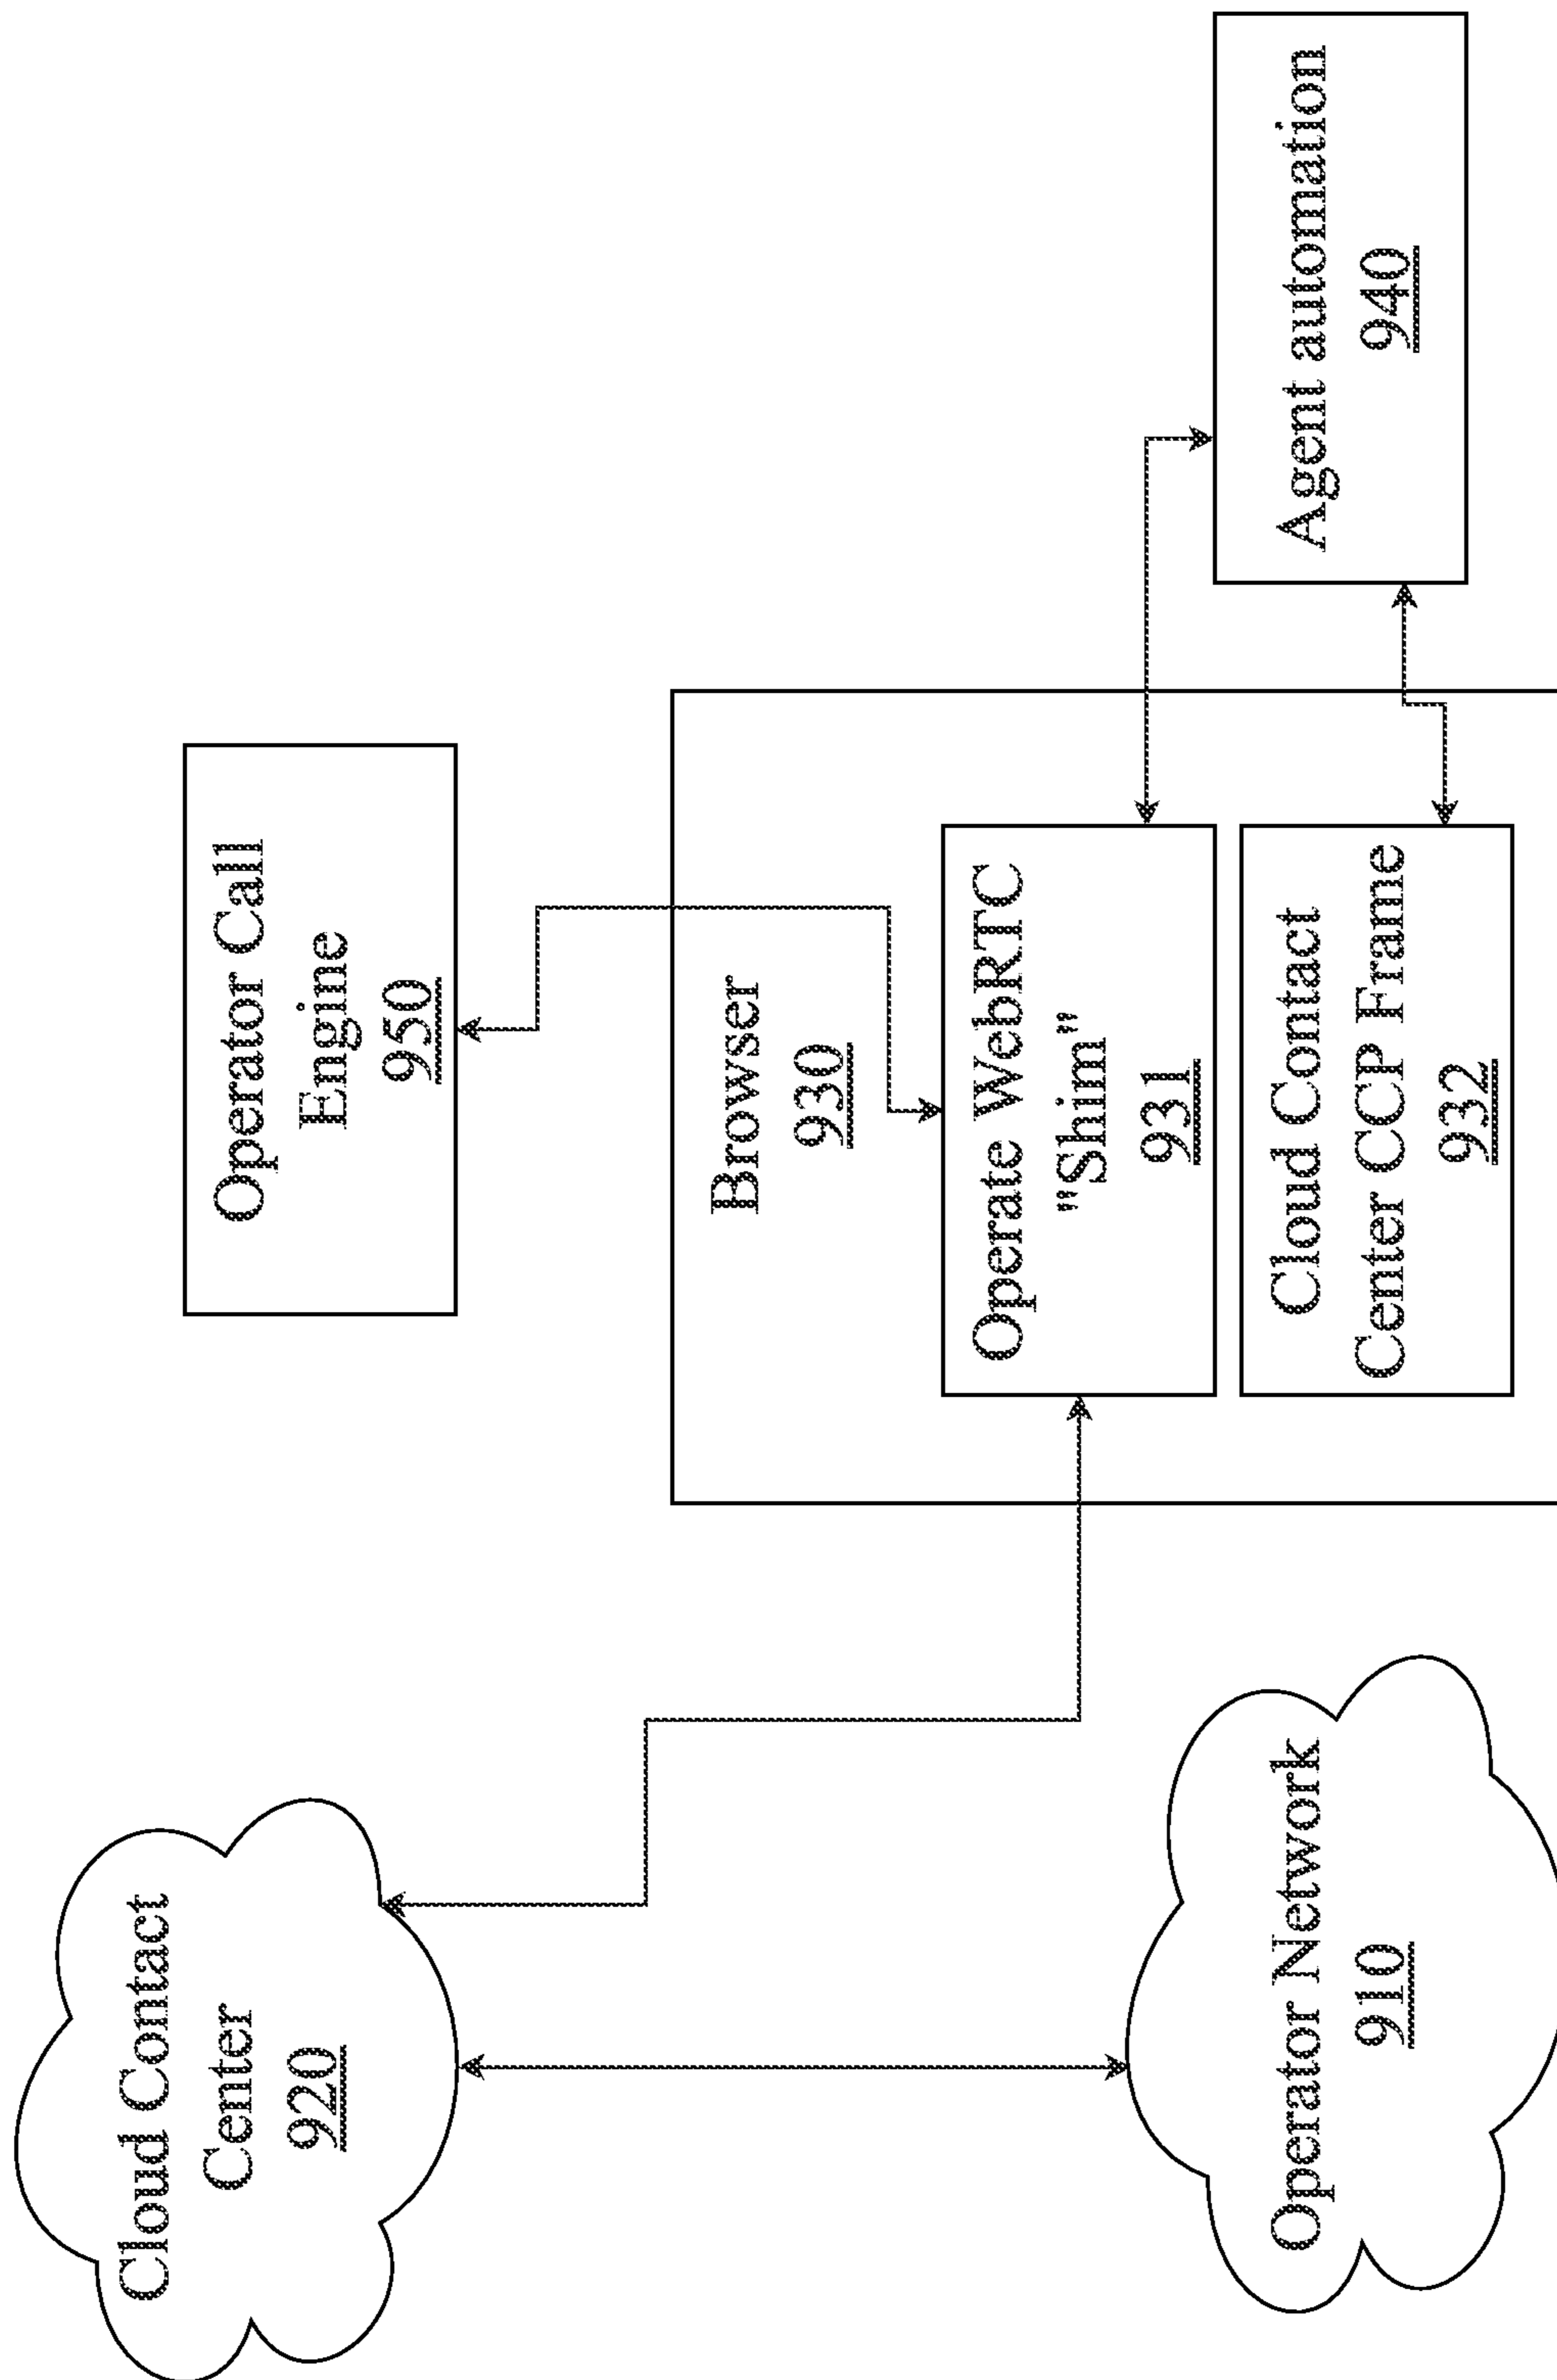 Cloud Contact
Center
920
Operator Call
Engine
950
Browser
930
Operate WebRTC
"Shim"
931
Cloud Contact
Center CCP Frame
932
Agent automation
940
Operator Network
910